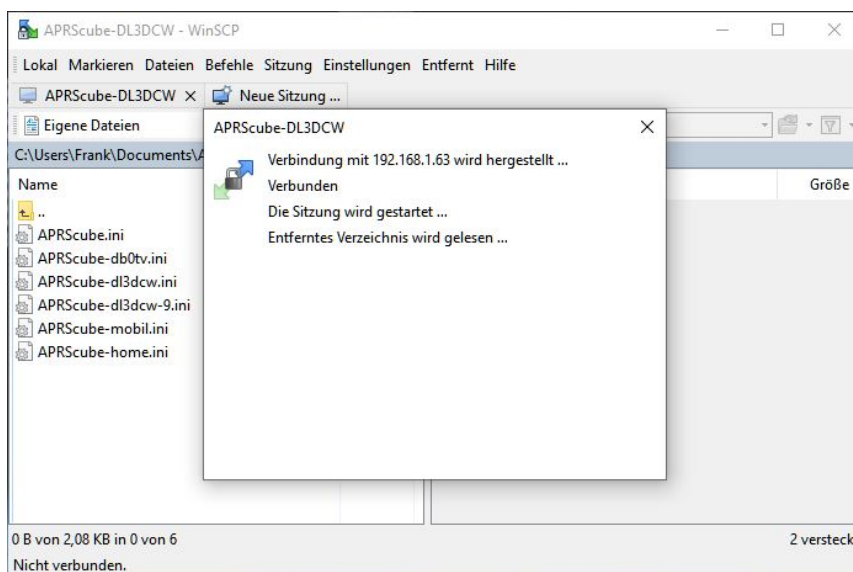 APRScube-DL3DCW - WinSCP
Lokal Markieren Dateien Befehle Sitzung Einstellungen Entfernt Hilfe
APRScube-DL3DCW Neue Sitzung ...
Eigene Dateien
C:\Users\Frank\Documents\A
Name
..
APRScube.ini
APRScube-db0tv.ini
APRScube-dl3dcw.ini
APRScube-dl3dcw-9.ini
APRScube-mobil.ini
APRScube-home.ini
APRScube-DL3DCW
Verbindung mit 192.168.1.63 wird hergestellt ...
Verbunden
Die Sitzung wird gestartet ...
Entferntes Verzeichnis wird gelesen ...
Größe
0 B von 2,08 KB in 0 von 6
2 versteck
Nicht verbunden.